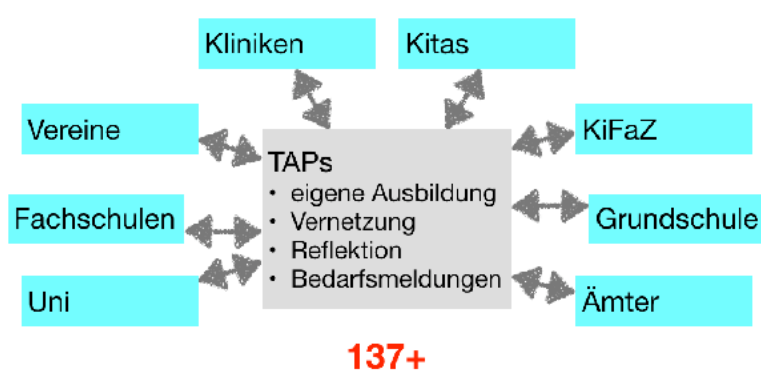 Kliniken
Kitas
Vereine
KiFaZ
TAPs
• eigene Ausbildung
• Vernetzung
• Reflektion
• Bedarfsmeldungen
Fachschulen
Grundschule
Uni
Ämter
137+